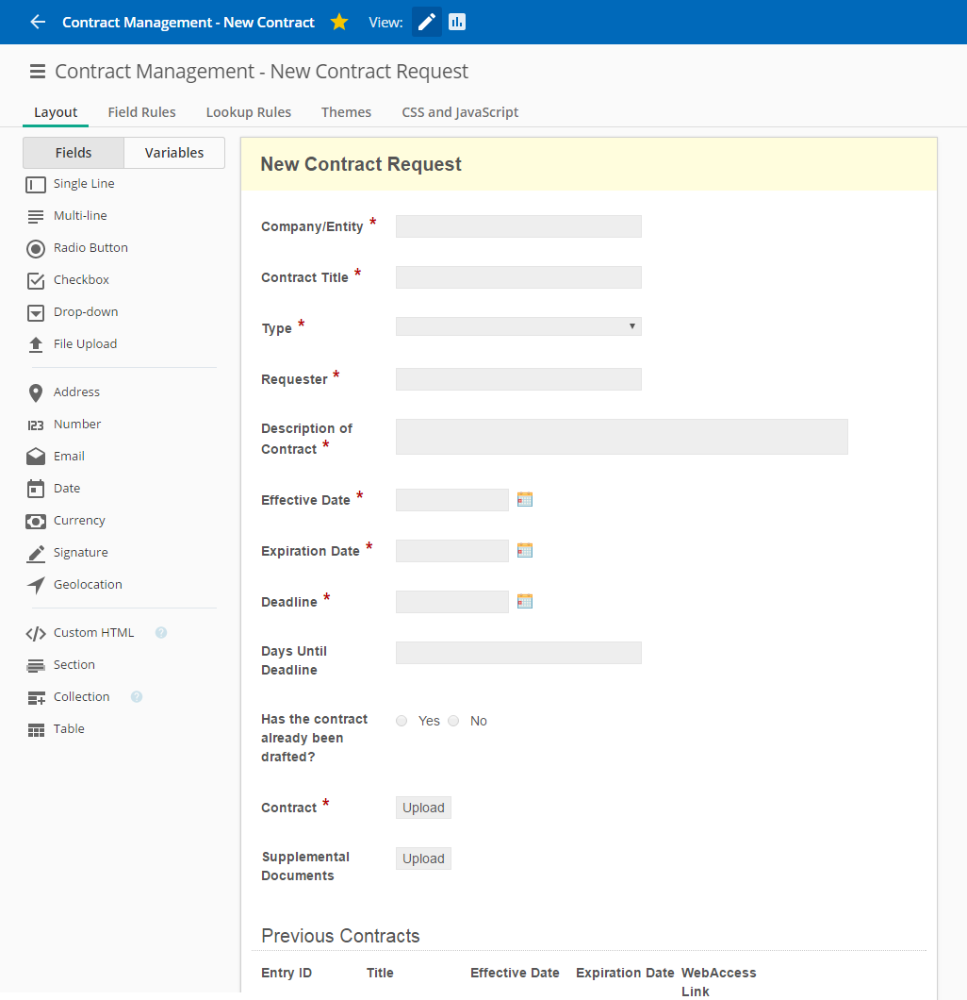 Contract Management - New Contract View:
Contract Management - New Contract Request
Layout Field Rules Lookup Rules Themes CSS and JavaScript
Fields Variables
Single Line
Multi-line
Radio Button
Checkbox
Drop-down
File Upload
Address
123 Number
Email
Date
Currency
Signature
Geolocation
</> Custom HTML ?
Section
Collection ?
Table
New Contract Request
Company/Entity *
Contract Title *
Type *
Requester *
Description of
Contract *
Effective Date *
Expiration Date *
Deadline *
Days Until
Deadline
Has the contract
already been
drafted?
Yes No
Contract * Upload
Supplemental
Documents
Upload
Previous Contracts
Entry ID Title Effective Date Expiration Date WebAccess
Link